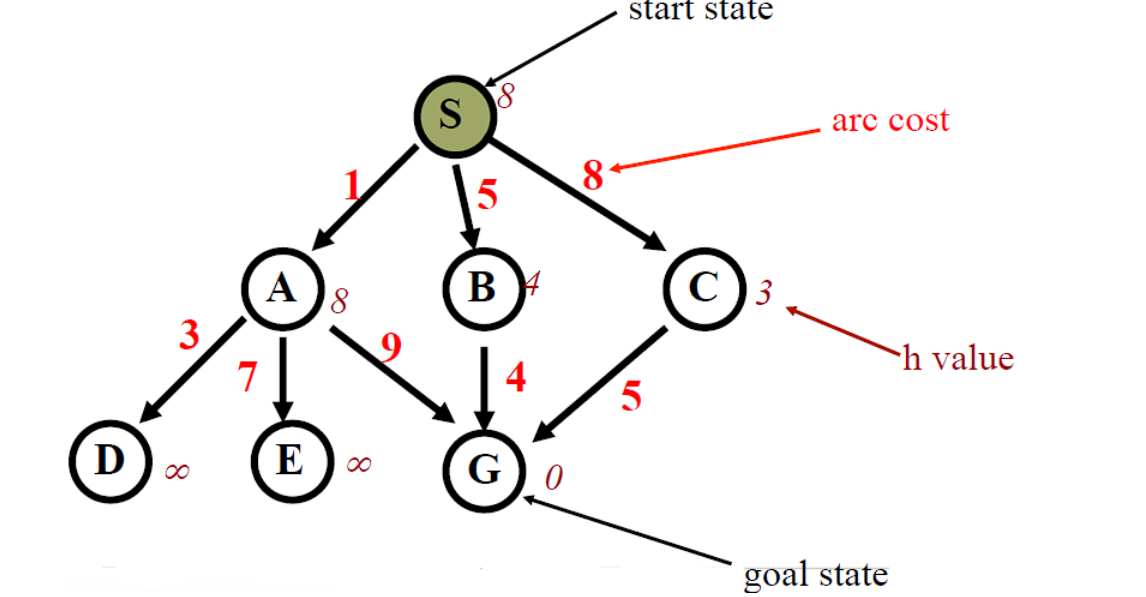 start state
S 8
arc cost
1 5 8
A 8 B 4 C 3
3 7 9 4 5
h value
D ∞ E ∞ G 0
goal state